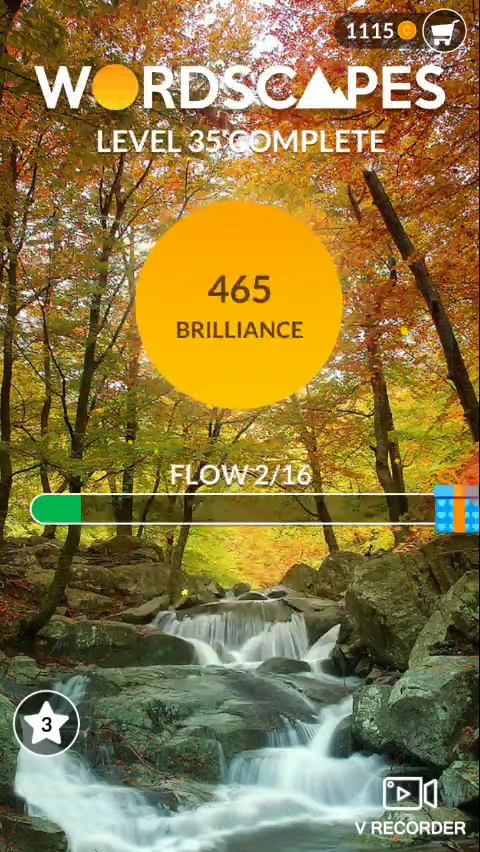 1115
WORDSCAPES
LEVEL 35 COMPLETE
465
BRILLIANCE
FLOW 2/16
3
V RECORDER